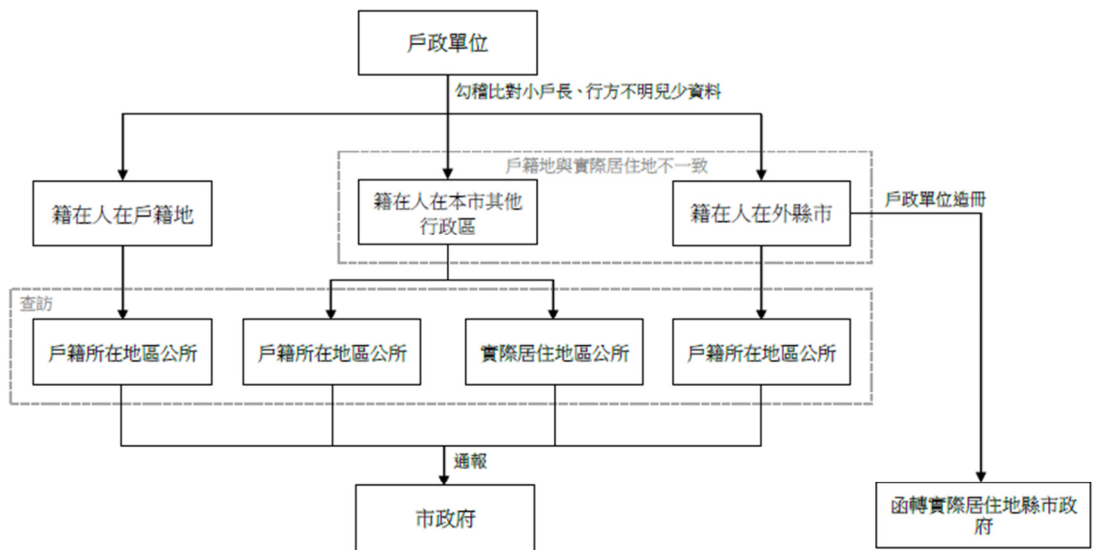 戶政單位
勾稽比對小戶長、行方不明兒少資料
戶籍地與實際居住地不一致
籍在人在戶籍地
籍在人在本市其他
行政區
籍在人在外縣市
戶政單位造冊
查訪
戶籍所在地區公所
戶籍所在地區公所
實際居住地區公所
戶籍所在地區公所
通報
市政府
函轉實際居住地縣市政
府